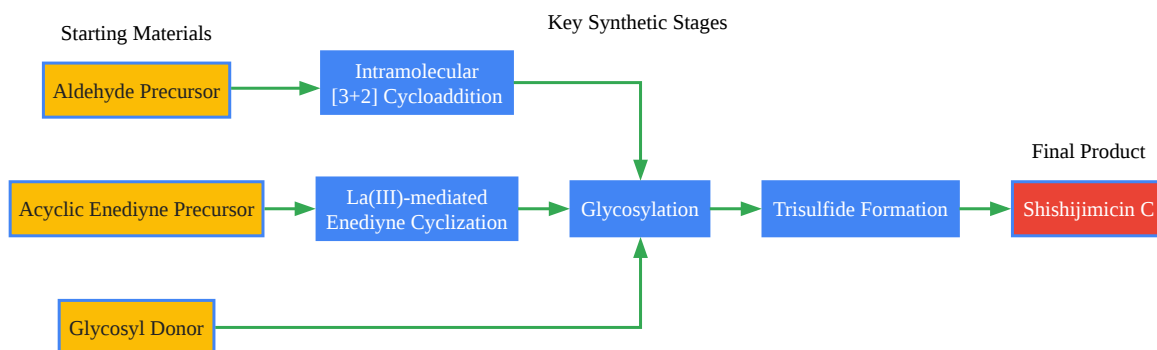 Key Synthetic Stages
Starting Materials
Aldehyde Precursor
Intramolecular
[3+2] Cycloaddition
Final Product
Acyclic Enediyne Precursor
La(III)-mediated
Enediyne Cyclization
Glycosylation
Trisulfide Formation
Shishijimicin C
Glycosyl Donor